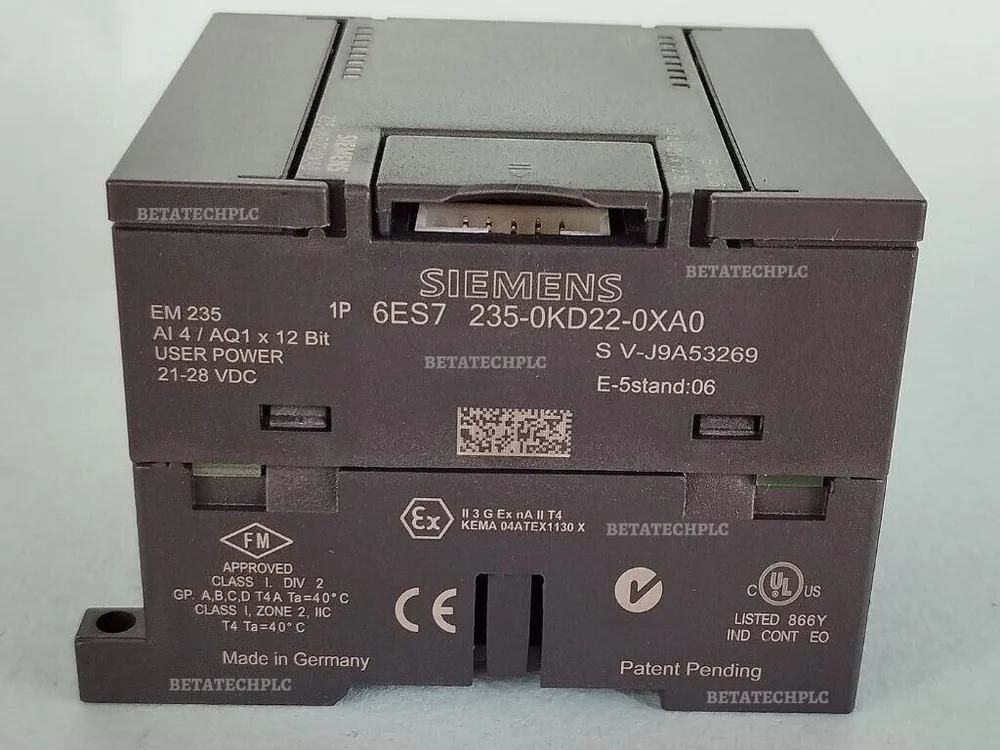 SIEMENS
BETATECHPLC
SIEMENS
BETATECHPLC
EM 235
1P 6ES7 235-0KD22-0XA0
AI 4 / AQ1 x 12 Bit
USER POWER
21-28 VDC
S V-J9A53269
BETATECHPLC
E-5stand:06
FM
APPROVED
CLASS I, DIV 2
GP. A,B,C,D T4A Ta=40°C
CLASS I, ZONE 2, IIC
T4 Ta=40°C
Ex
II 3 G Ex nA II T4
KEMA 04ATEX1130 X
BETATECHPLC
CE
C UL US
LISTED 866Y
IND CONT EQ
Made in Germany
Patent Pending
BETATECHPLC
BETATECHPLC